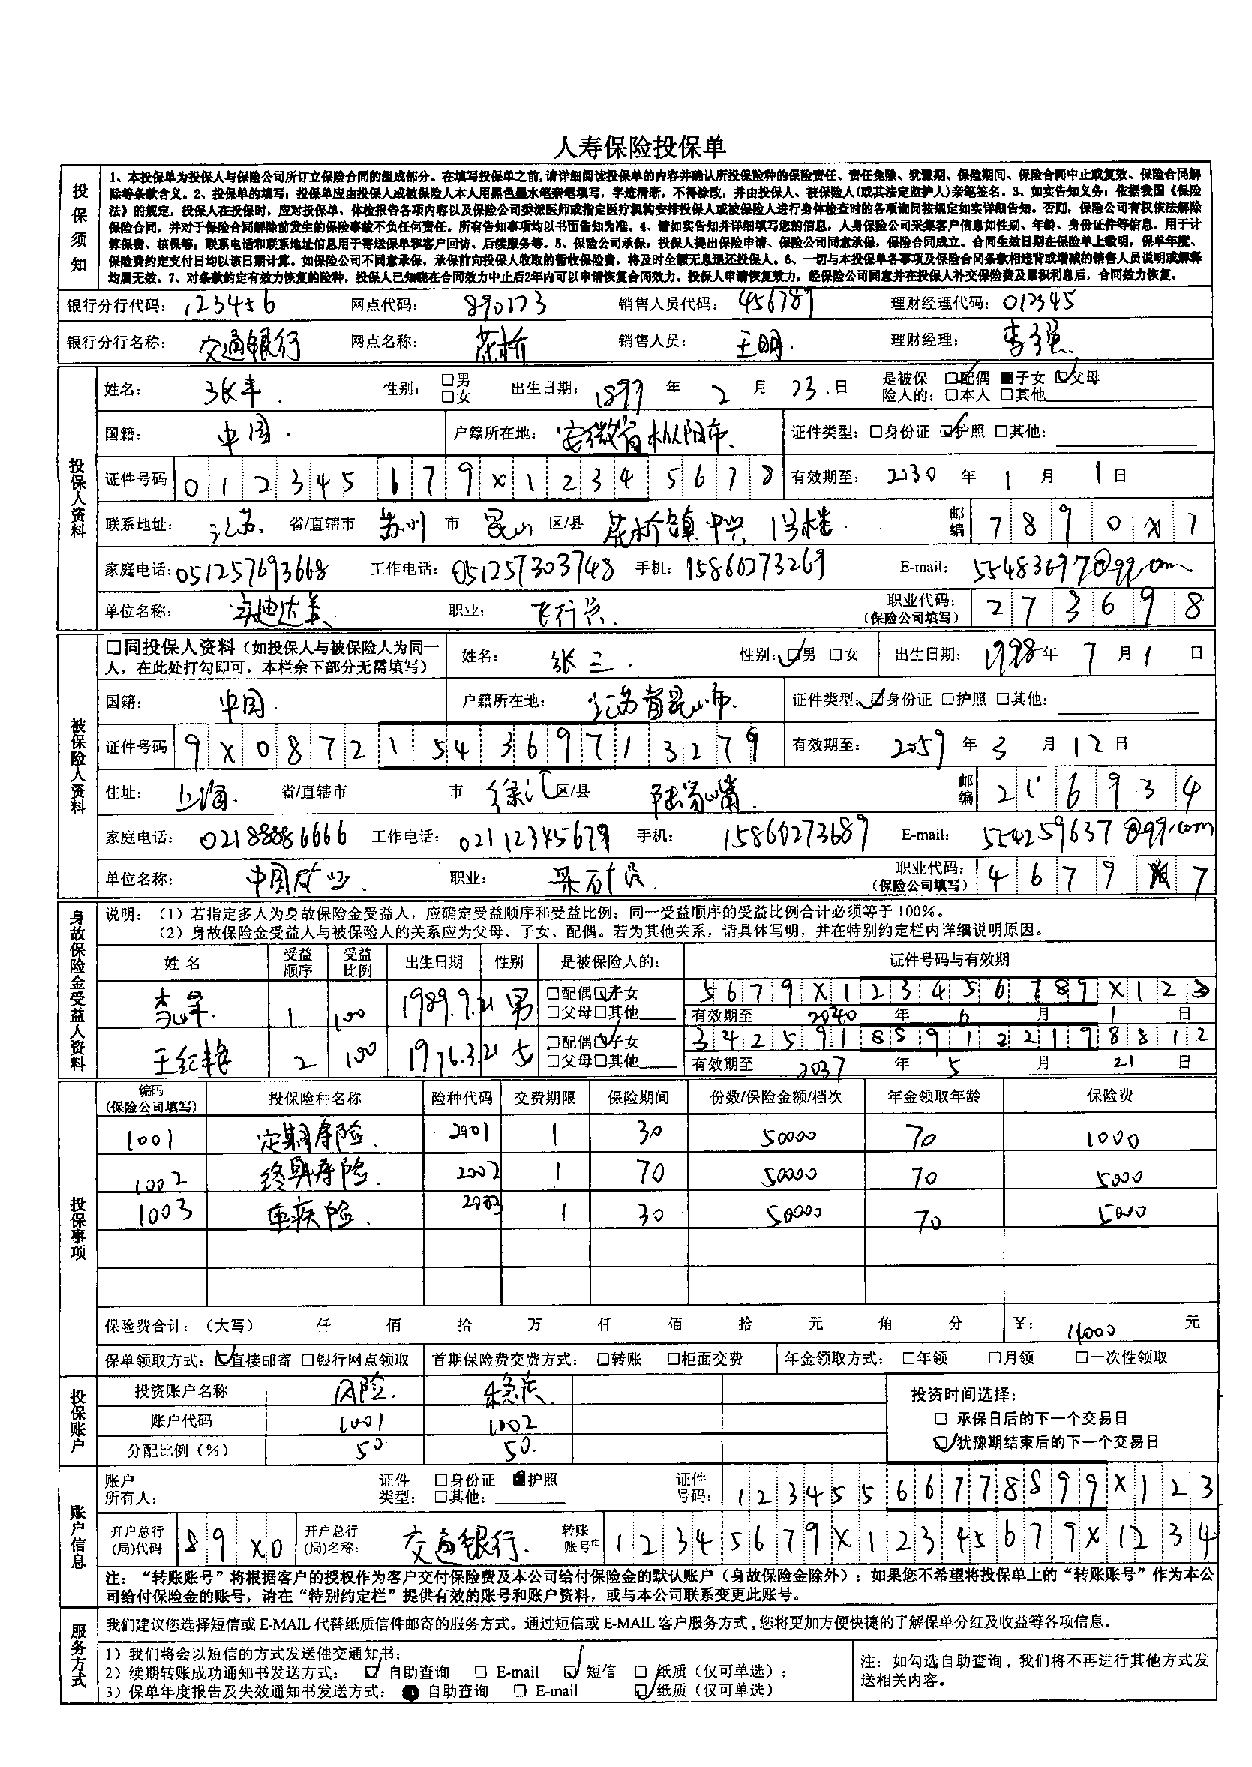 人寿保险投保单
投保须知
1、本投保单为投保人与保险公司所订立保险合同的组成部分。在填写投保单之前,请详细阅读投保单的内容并确认所投保险种的保险责任、责任免除、犹豫期、保险期间、保险合同中止或复效、保险合同解
除等条款含义。2、投保单的填写:投保单应由投保人或被保险人本人用黑色墨水笔亲笔填写,字迹清晰,不得涂改,并由投保人、被保险人(或其法定监护人)亲笔签名。3、如实告知义务:依据我国《保险
法》的规定,投保人在投保时,应对投保单、体检报告各项内容以及保险公司委派医师或指定医疗机构安排投保人或被保险人进行身体检查时的各项询问按规定如实详细告知。否则,保险公司有权依法解除
保险合同,并对于保险合同解除前发生的保险事故不负任何责任。所有告知事项均以书面告知为准。4、请如实告知并详细填写您的信息,人身保险公司采集客户信息如性别、年龄、身份证件等信息,用于计
算保费、核保等;联系电话和联系地址信息用于寄送保单和客户回访、后续服务等。5、保险公司承保:投保人提出保险申请、保险公司同意承保,保险合同成立。合同生效日期在保险单上载明,保单年度、
保险费约定支付日均以该日期计算。如保险公司不同意承保,承保前向投保人收取的暂收保险费,将及时全额无息退还投保人。6、一切与本投保单各事项及保险合同条款相违背或增减的销售人员说明或解释
均属无效。7、对条款约定有效力恢复的险种,投保人已知晓在合同效力中止后2年内可以申请恢复合同效力。投保人申请恢复效力,经保险公司同意并在投保人补交保险费及累积利息后,合同效力恢复。
银行分行代码: 123456 网点代码: 890123 销售人员代码: 456789 理财经理代码: 012345
银行分行名称: 交通银行 网点名称: 花桥 销售人员: 王明. 理财经理: 李强
投保人资料
姓名: 张丰 性别: □男 □女 出生日期: 1897 年 2 月 23 日 是被保险人的: □配偶 ■子女 □父母 □本人 □其他
国籍: 中国. 户籍所在地: 安徽省枞阳市. 证件类型: □身份证 □护照 □其他:
证件号码 0 1 2 3 4 5 6 7 9 X 1 2 3 4 5 6 7 8 有效期至: 2030 年 1 月 1 日
联系地址: 江苏 省/直辖市 苏州 市 昆山 区/县 花桥镇中兴 1号楼. 邮编 7 8 9 0 X 1
家庭电话: 051257693668 工作电话: 051257303748 手机: 15860273269 E-mail: 55483697@qq.com
单位名称: 职业: 飞行员 职业代码: (保险公司填写) 2 7 3 6 9 8
被保险人资料
□同投保人资料(如投保人与被保险人为同一人,在此处打勾即可,本栏余下部分无需填写) 姓名: 张三. 性别: □男 □女 出生日期: 1998 年 7 月 1 日
国籍: 中国. 户籍所在地: 江苏省昆山市. 证件类型: □身份证 □护照 □其他:
证件号码 9 X 0 8 7 2 1 5 4 3 6 9 7 1 3 2 7 9 有效期至: 2059 年 3 月 12 日
住址: 上海. 省/直辖市 市 徐汇 区/县 陆家嘴 邮编 2 1 6 9 3 4
家庭电话: 02188886666 工作电话: 02112345679 手机: 15860273689 E-mail: 554259637@qq.com
单位名称: 中国矿业. 职业: 采矿员 职业代码: (保险公司填写) 4 6 7 9 7
身故保险金受益人资料
说明:(1)若指定多人为身故保险金受益人,应确定受益顺序和受益比例;同一受益顺序的受益比例合计必须等于100%。
(2)身故保险金受益人与被保险人的关系应为父母、子女、配偶。若为其他关系,请具体写明,并在特别约定栏内详细说明原因。
姓 名 受益顺序 受益比例 出生日期 性别 是被保险人的: 证件号码与有效期
1 100 1989.9.21 男 □配偶□子女 □父母□其他 5 6 7 9 X 1 2 3 4 5 6 7 8 9 X 1 2 3
有效期至 2040 年 6 月 1 日
王红梅 2 100 1976.3.21 女 □配偶□子女 □父母□其他 3 4 2 5 9 1 8 8 9 1 2 2 1 9 8 8 1 2
有效期至 2037 年 5 月 21 日
投保事项
编码(保险公司填写) 投保险种名称 险种代码 交费期限 保险期间 份数/保险金额/档次 年金领取年龄 保险费
1001 定期寿险. 2001 1 30 50000 70 1000
1002 终期寿险 2002 1 70 50000 70 5000
1003 重疾险. 2003 1 30 50000 70 5000
保险费合计:(大写) 仟 佰 拾 万 仟 佰 拾 元 角 分 ¥: 11000 元
保单领取方式: □直接邮寄 □银行网点领取 首期保险费交费方式: □转账 □柜面交费 年金领取方式: □年领 □月领 □一次性领取
投保账户
投资账户名称 风险. 稳质. 投资时间选择:
账户代码 1001 1002 □ 承保日后的下一个交易日
分配比例(%) 50 50. □犹豫期结束后的下一个交易日
账户信息
账户所有人: 证件类型: □身份证 ■护照 □其他: 证件号码: 1 2 3 4 5 5 6 6 7 7 8 8 9 9 X 1 2 3
开户总行(局)代码 8 9 X 0 开户总行(局)名称: 交通银行. 转账账号: 1 2 3 4 5 6 7 9 X 1 2 3 4 5 6 7 9 X 1 2 3 4
注:“转账账号”将根据客户的授权作为客户交付保险费及本公司给付保险金的默认账户(身故保险金除外);如果您不希望将投保单上的“转账账号”作为本公
司给付保险金的账号,请在“特别约定栏”提供有效的账号和账户资料,或与本公司联系变更此账号。
服务方式
我们建议您选择短信或 E-MAIL 代替纸质信件邮寄的服务方式。通过短信或 E-MAIL 客户服务方式,您将更加方便快捷的了解保单分红及收益等各项信息。
1)我们将会以短信的方式发送催交通知书;
2)续期转账成功通知书发送方式: □ 自助查询 □ E-mail □ 短信 □ 纸质(仅可单选);
3)保单年度报告及失效通知书发送方式: ● 自助查询 □ E-mail □纸质(仅可单选)
注:如勾选自助查询,我们将不再进行其他方式发送相关内容。